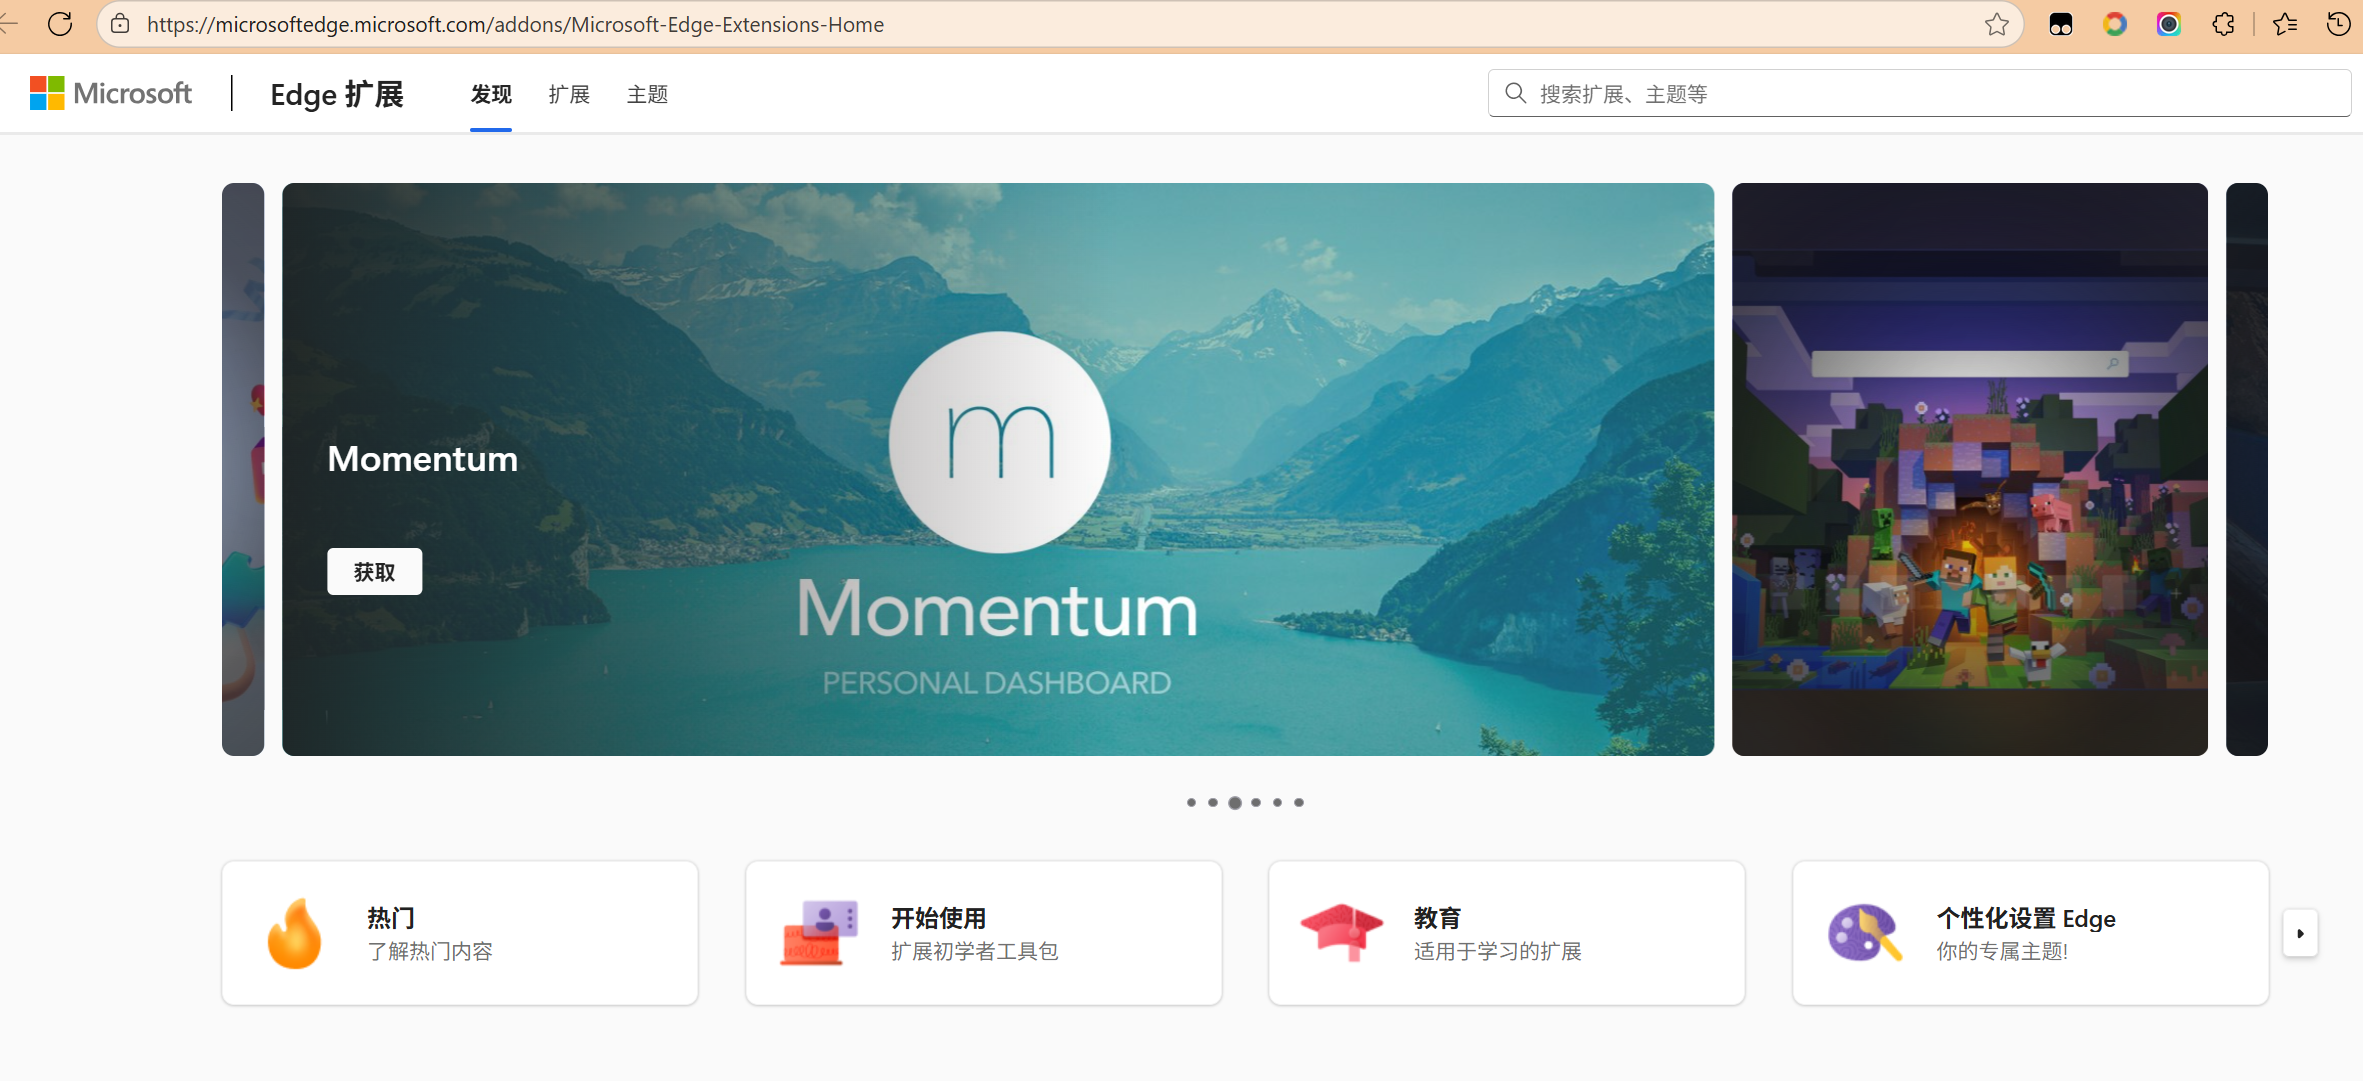 https://microsoftedge.microsoft.com/addons/Microsoft-Edge-Extensions-Home
Microsoft
Edge 扩展
发现
扩展
主题
搜索扩展、主题等
Momentum
获取
m
Momentum
PERSONAL DASHBOARD
热门
了解热门内容
开始使用
扩展初学者工具包
教育
适用于学习的扩展
个性化设置 Edge
你的专属主题!